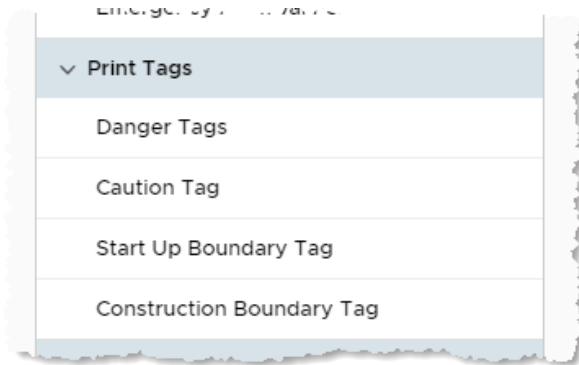 Print Tags
Danger Tags
Caution Tag
Start Up Boundary Tag
Construction Boundary Tag